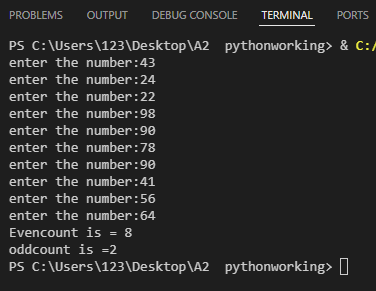 PROBLEMS OUTPUT DEBUG CONSOLE TERMINAL PORTS
PS C:\Users\123\Desktop\A2  pythonworking> & C:/
enter the number:43
enter the number:24
enter the number:22
enter the number:98
enter the number:90
enter the number:78
enter the number:90
enter the number:41
enter the number:56
enter the number:64
Evencount is = 8
oddcount is =2
PS C:\Users\123\Desktop\A2  pythonworking>